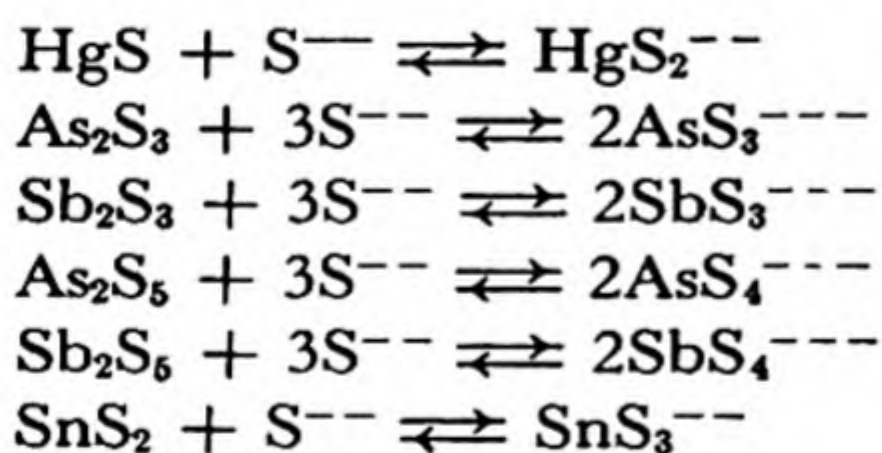 HgS + S⁻⁻ ⇌ HgS₂⁻⁻
As₂S₃ + 3S⁻⁻ ⇌ 2AsS₃⁻⁻⁻
Sb₂S₃ + 3S⁻⁻ ⇌ 2SbS₃⁻⁻⁻
As₂S₅ + 3S⁻⁻ ⇌ 2AsS₄⁻⁻⁻
Sb₂S₅ + 3S⁻⁻ ⇌ 2SbS₄⁻⁻⁻
SnS₂ + S⁻⁻ ⇌ SnS₃⁻⁻